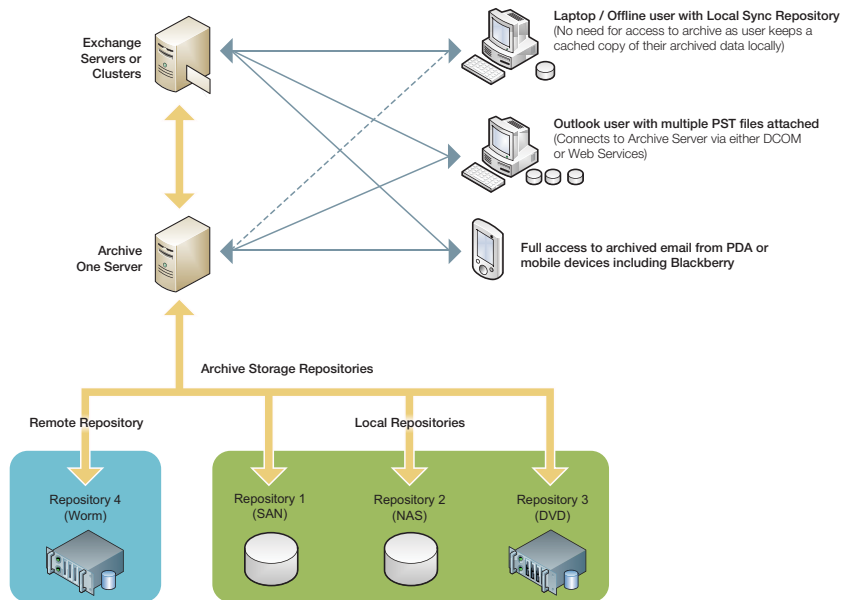 Exchange
Servers or
Clusters
Laptop / Offline user with Local Sync Repository
(No need for access to archive as user keeps a
cached copy of their archived data locally)
Outlook user with multiple PST files attached
(Connects to Archive Server via either DCOM
or Web Services)
Archive
One Server
Full access to archived email from PDA or
mobile devices including Blackberry
Archive Storage Repositories
Remote Repository
Local Repositories
Repository 4
(Worm)
Repository 1
(SAN)
Repository 2
(NAS)
Repository 3
(DVD)